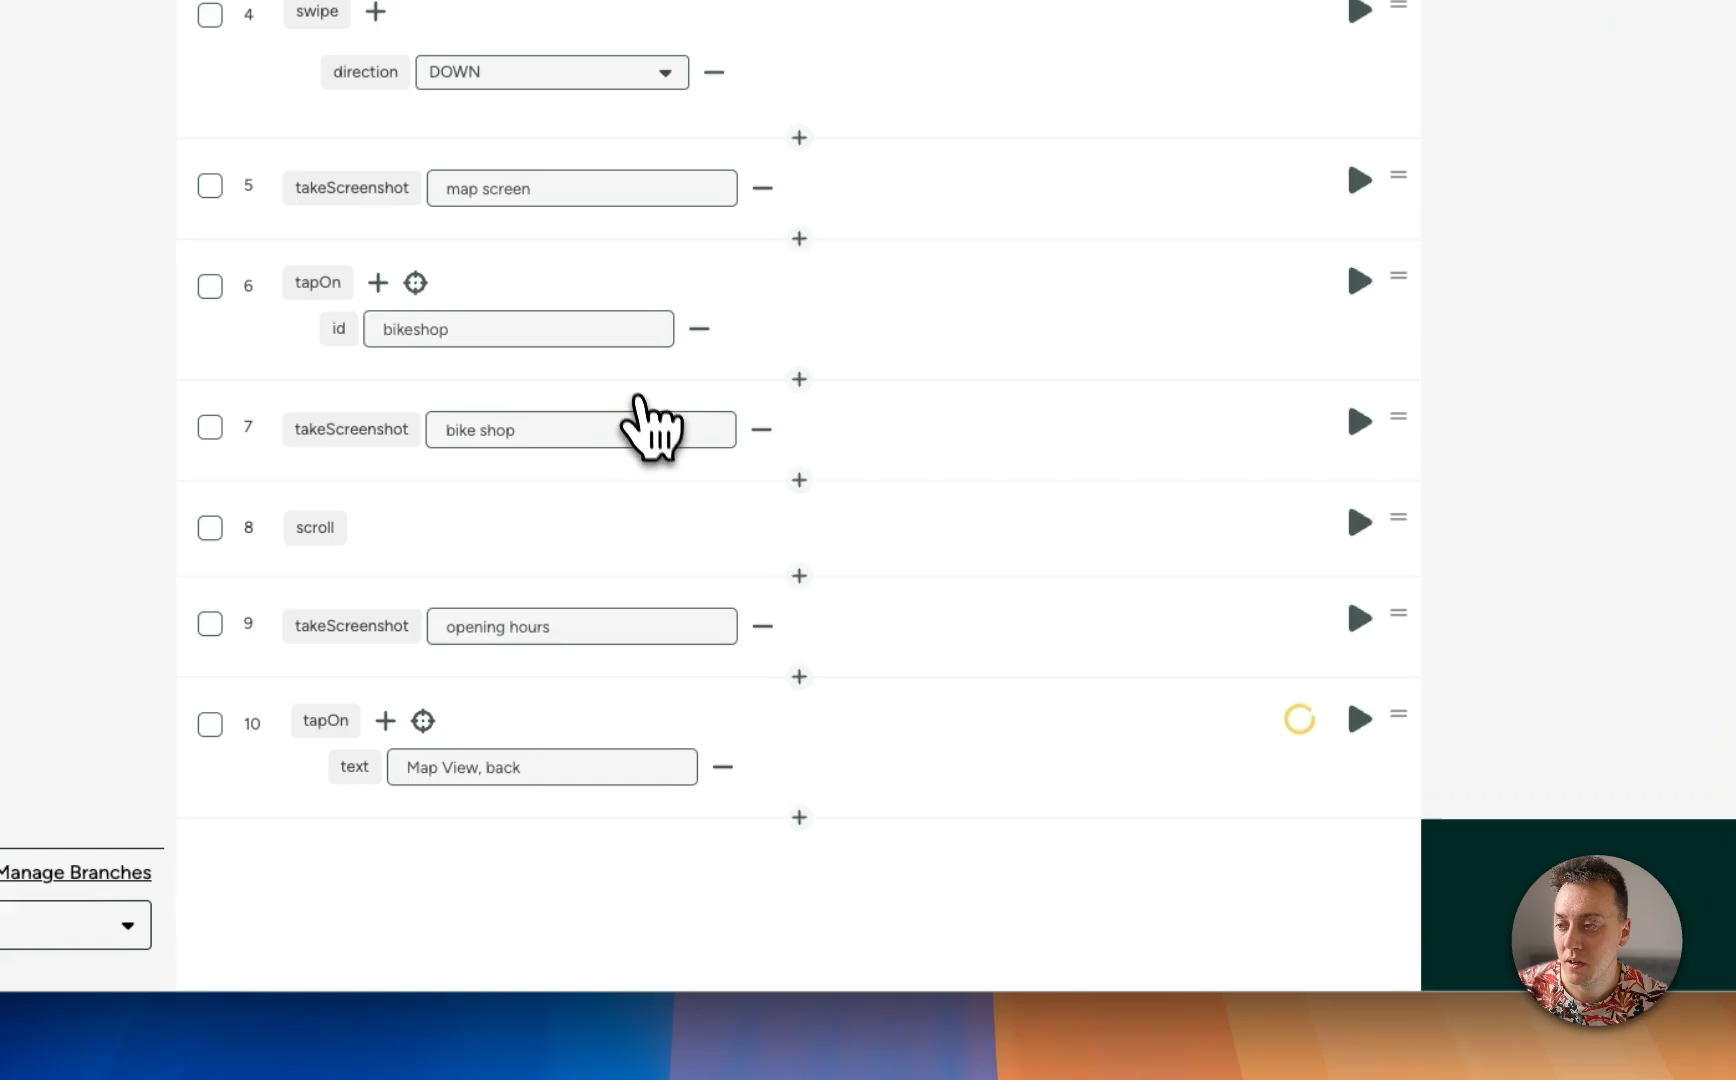 4 swipe
direction DOWN
5 takeScreenshot map screen
6 tapOn
id bikeshop
7 takeScreenshot bike shop
8 scroll
9 takeScreenshot opening hours
10 tapOn
text Map View, back
Manage Branches